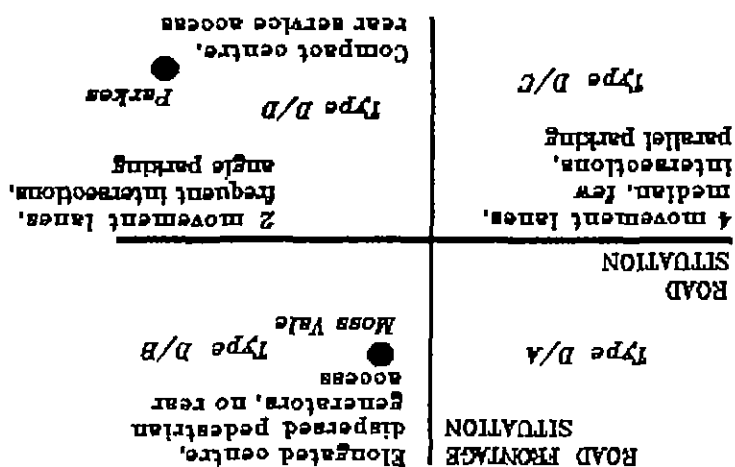 ROAD FRONTAGE
SITUATION
Elongated centre,
dispersed pedestrian
generators, no rear
access
Type D/A
Type D/B
Moss Vale
ROAD
SITUATION
4 movement lanes,
median, few
intersections,
parallel parking
2 movement lanes,
frequent intersections,
angle parking
Type D/C
Type D/D
Parkes
Compact centre,
rear service access